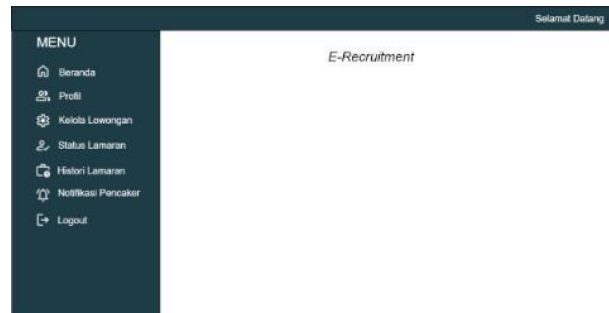 Selamat Datang
MENU
E-Recruitment
Beranda
Profil
Kelola Lowongan
Status Lamaran
Histori Lamaran
Notifikasi Pencaker
Logout